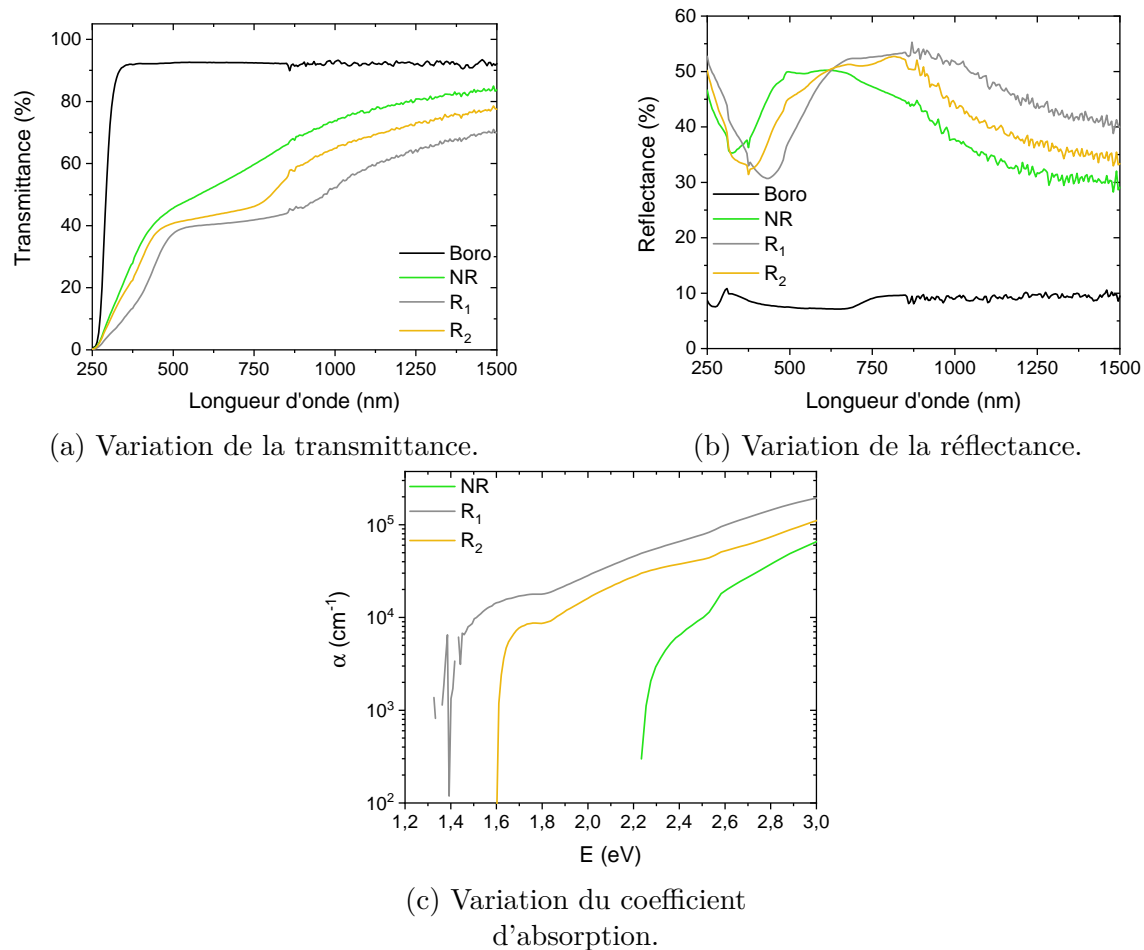 100
80
60
40
20
0
Transmittance (%)
Boro
NR
R1
R2
250 500 750 1000 1250 1500
Longueur d'onde (nm)
(a) Variation de la transmittance.
60
50
40
30
20
10
0
Reflectance (%)
Boro
NR
R1
R2
250 500 750 1000 1250 1500
Longueur d'onde (nm)
(b) Variation de la réflectance.
NR
R1
R2
10^5
10^4
10^3
10^2
α (cm^-1)
1,2 1,4 1,6 1,8 2,0 2,2 2,4 2,6 2,8 3,0
E (eV)
(c) Variation du coefficient
d'absorption.